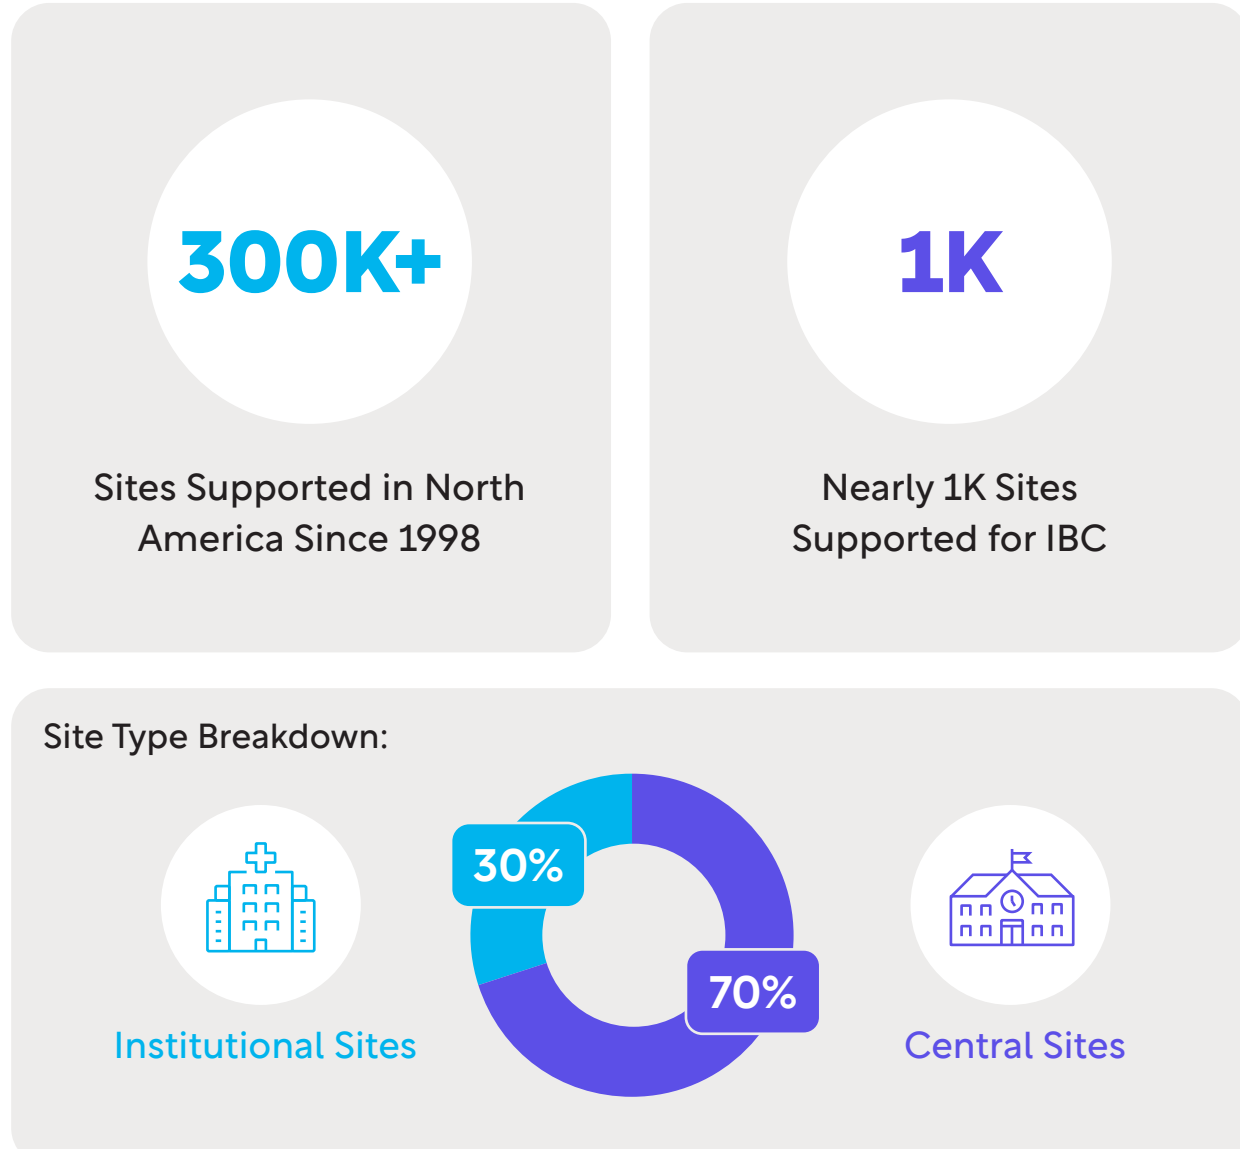 300K+
Sites Supported in North
America Since 1998
1K
Nearly 1K Sites
Supported for IBC
Site Type Breakdown:
30%
70%
Institutional Sites
Central Sites